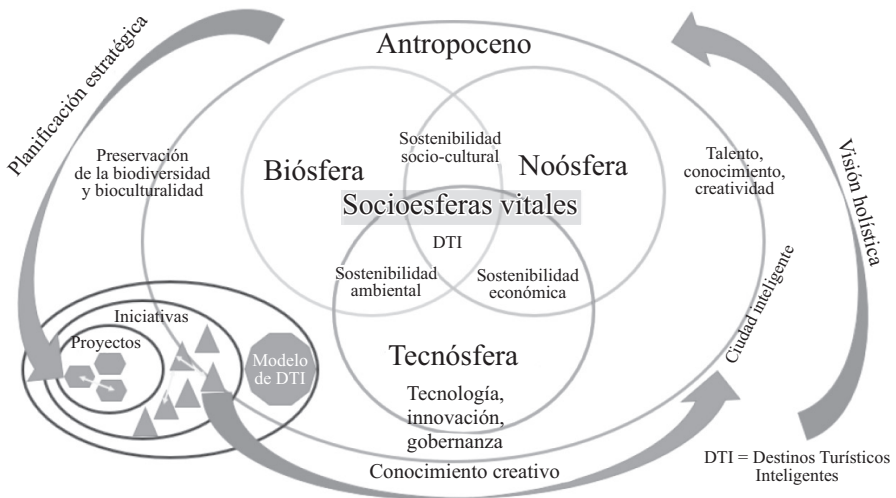 Antropoceno
Planificación estratégica
Preservación
de la biodiversidad
y bioculturalidad
Biósfera
Sostenibilidad
socio-cultural
Noósfera
Talento,
conocimiento,
creatividad
Visión holística
Socioesferas vitales
DTI
Sostenibilidad
ambiental
Sostenibilidad
económica
Ciudad inteligente
Iniciativas
Proyectos
Modelo
de DTI
Tecnósfera
Tecnología,
innovación,
gobernanza
Conocimiento creativo
DTI = Destinos Turísticos
Inteligentes